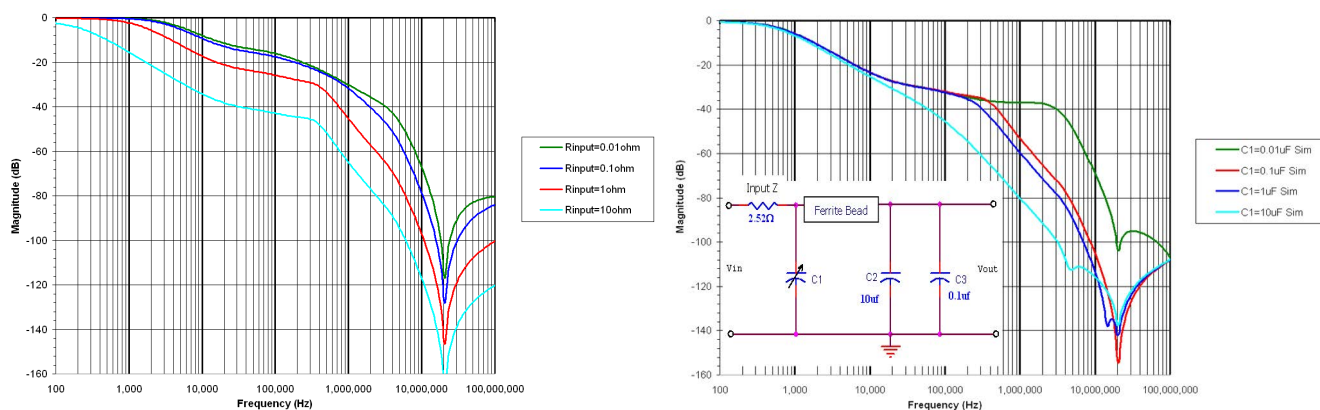 0
-20
-40
-60
-80
-100
-120
-140
-160
Magnitude (dB)
100 1,000 10,000 100,000 1,000,000 10,000,000 100,000,000
Frequency (Hz)
Rinput=0.01ohm
Rinput=0.1ohm
Rinput=1ohm
Rinput=10ohm
0
-20
-40
-60
-80
-100
-120
-140
-160
Magnitude (dB)
100 1,000 10,000 100,000 1,000,000 10,000,000 100,000,000
Frequency (Hz)
Input Z
2.52Ω
Ferrite Bead
Vin
C1
C2
10uf
C3
0.1uf
Vout
C1=0.01uF Sim
C1=0.1uF Sim
C1=1uF Sim
C1=10uF Sim